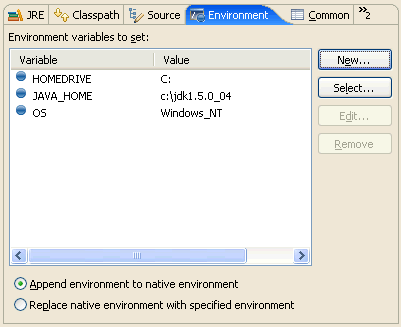 JRE Classpath Source Environment Common »2
Environment variables to set:
Variable Value New...
HOMEDRIVE C:
JAVA_HOME c:\jdk1.5.0_04 Select...
OS Windows_NT Edit...
Remove
Append environment to native environment
Replace native environment with specified environment